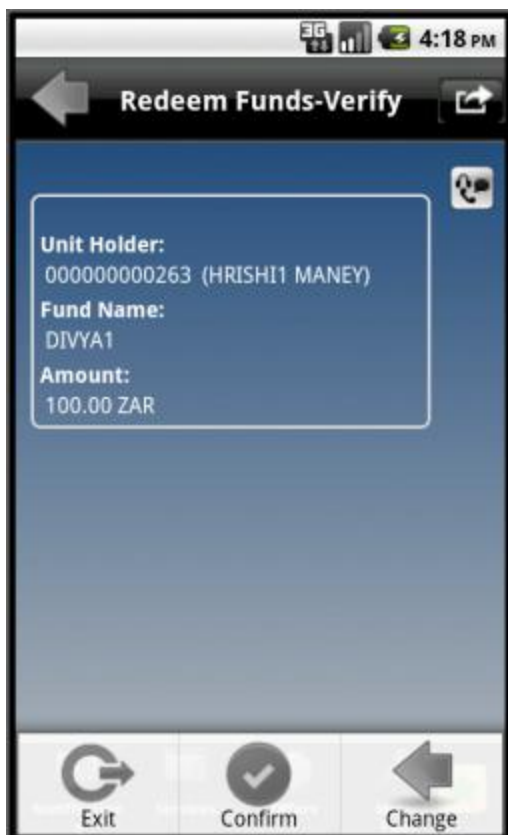 3G 4:18 PM
Redeem Funds-Verify
Unit Holder:
000000000263 (HRISHI1 MANEY)
Fund Name:
DIVYA1
Amount:
100.00 ZAR
Exit Confirm Change